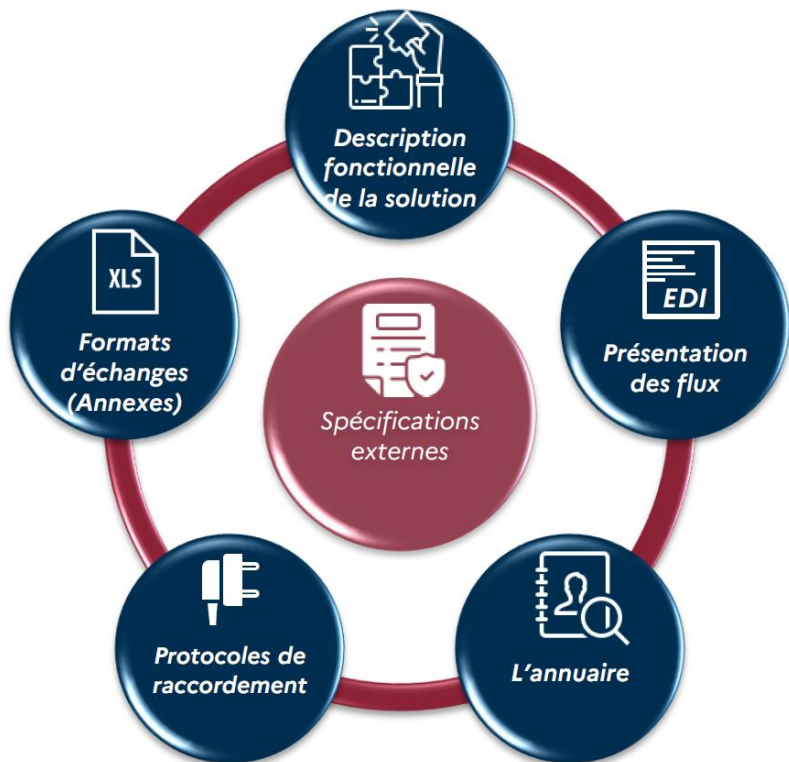 Description
fonctionnelle
de la solution
EDI
Présentation
des flux
L'annuaire
Protocoles de
raccordement
XLS
Formats
d'échanges
(Annexes)
Spécifications
externes